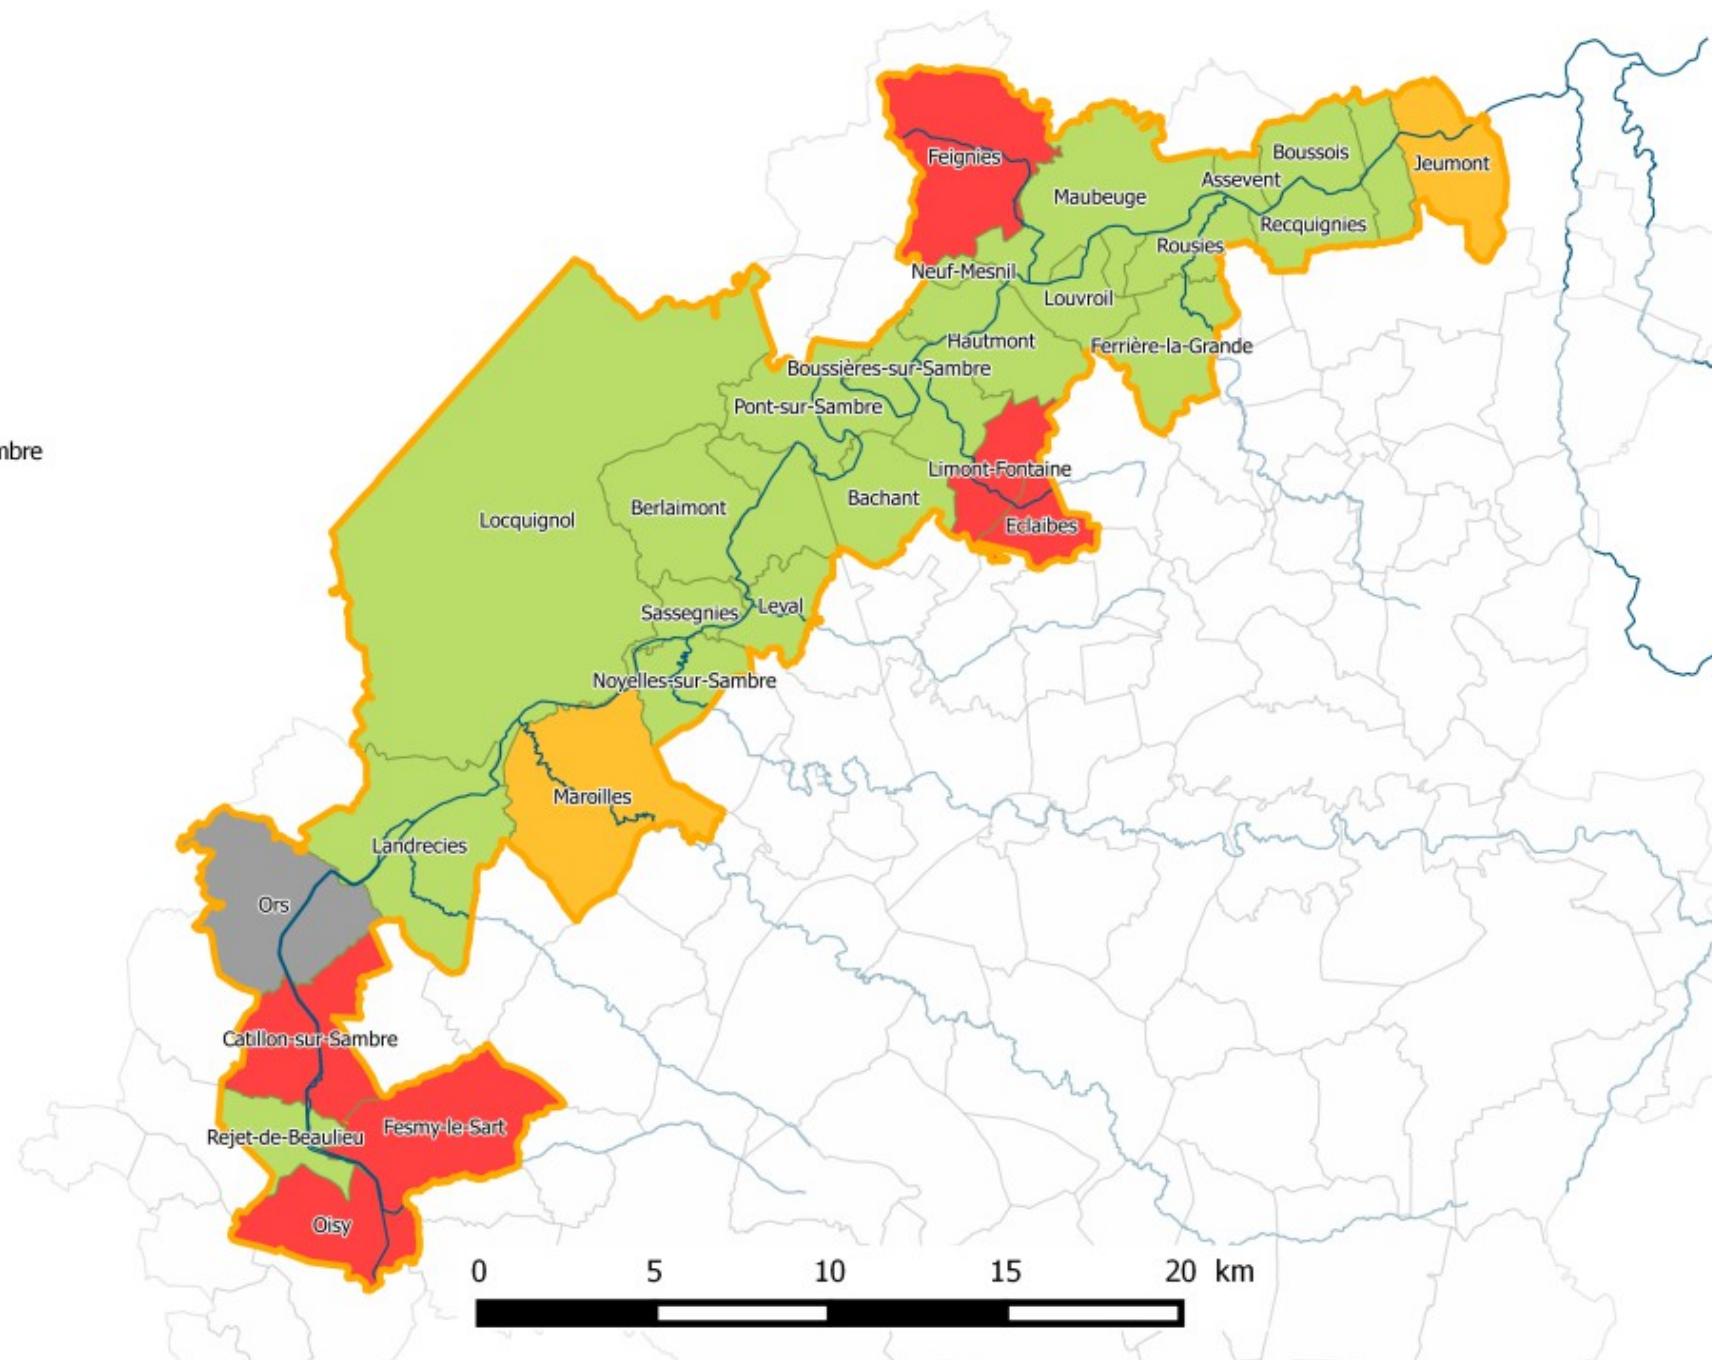 Feignies
Boussois
Jeumont
Assevent
Maubeuge
Recquignies
Rousies
Neuf-Mesnil
Louvroil
Hautmont
Ferrière-la-Grande
Boussières-sur-Sambre
Pont-sur-Sambre
mbre
Limont-Fontaine
Bachant
Berlaimont
Locquignol
Eclaibes
Leval
Sassegnies
Noyelles-sur-Sambre
Maroilles
Landrecies
Ors
Catillon-sur-Sambre
Fesmy-le-Sart
Rejet-de-Beaulieu
Oisy
0 5 10 15 20 km